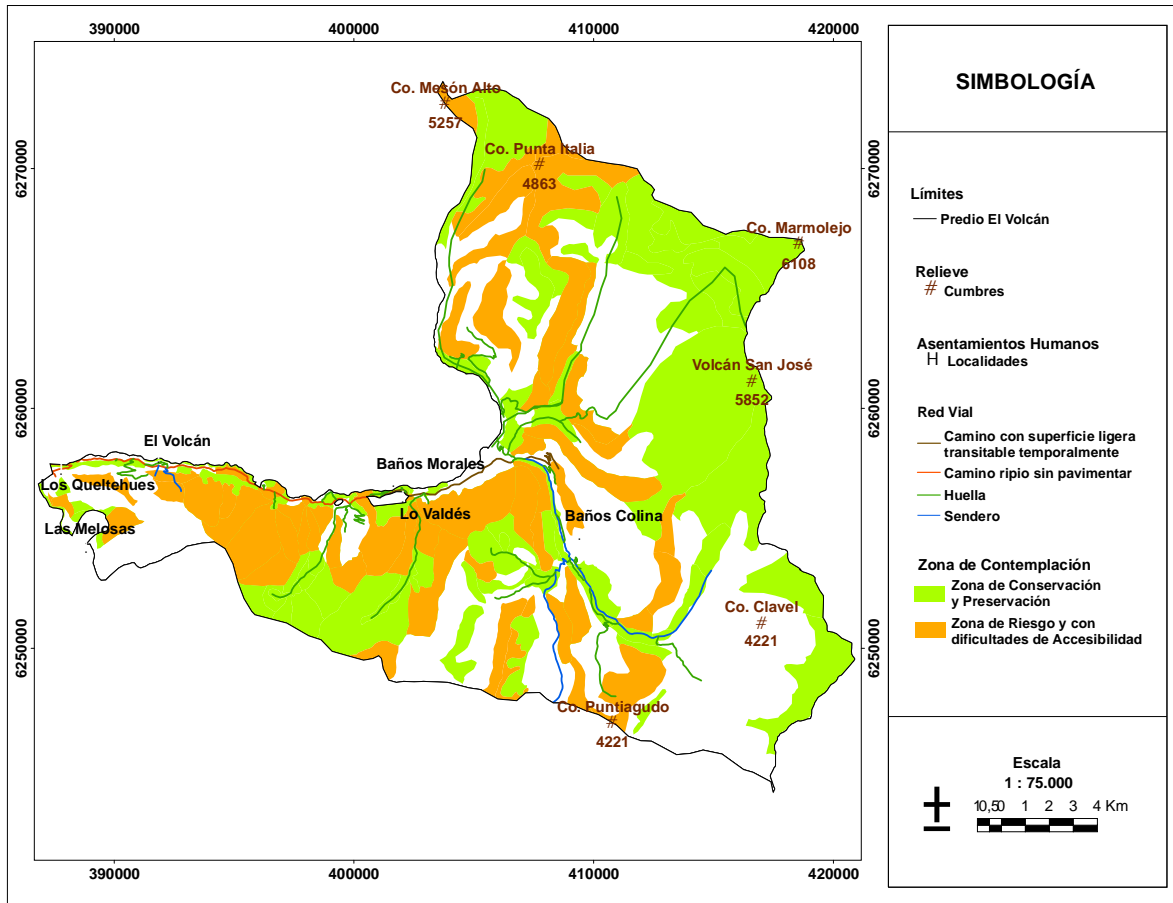 390000 400000 410000 420000
6270000
6260000
6250000
Co. Mesón Alto
#
5257
Co. Punta Italia
#
4863
Co. Marmolejo
#
6108
Volcán San José
#
5852
El Volcán
Baños Morales
Los Queltehues
Lo Valdés
Baños Colina
Las Melosas
Co. Clavel
#
4221
Co. Puntiagudo
#
4221
6270000
6260000
6250000
390000 400000 410000 420000
SIMBOLOGÍA
Límites
Predio El Volcán
Relieve
# Cumbres
Asentamientos Humanos
H Localidades
Red Vial
Camino con superficie ligera
transitable temporalmente
Camino ripio sin pavimentar
Huella
Sendero
Zona de Contemplación
Zona de Conservación
y Preservación
Zona de Riesgo y con
dificultades de Accesibilidad
Escala
1 : 75.000
±
10,50 1 2 3 4 Km